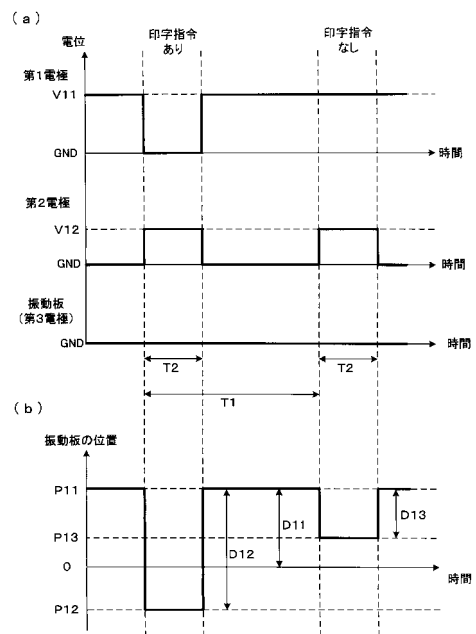 (a)
印字指令
あり
印字指令
なし
電位
第1電極
V11
GND
時間
第2電極
V12
GND
時間
振動板
(第3電極)
GND
時間
T2
T2
T1
(b)
振動板の位置
P11
D11
D13
P13
D12
0
時間
P12